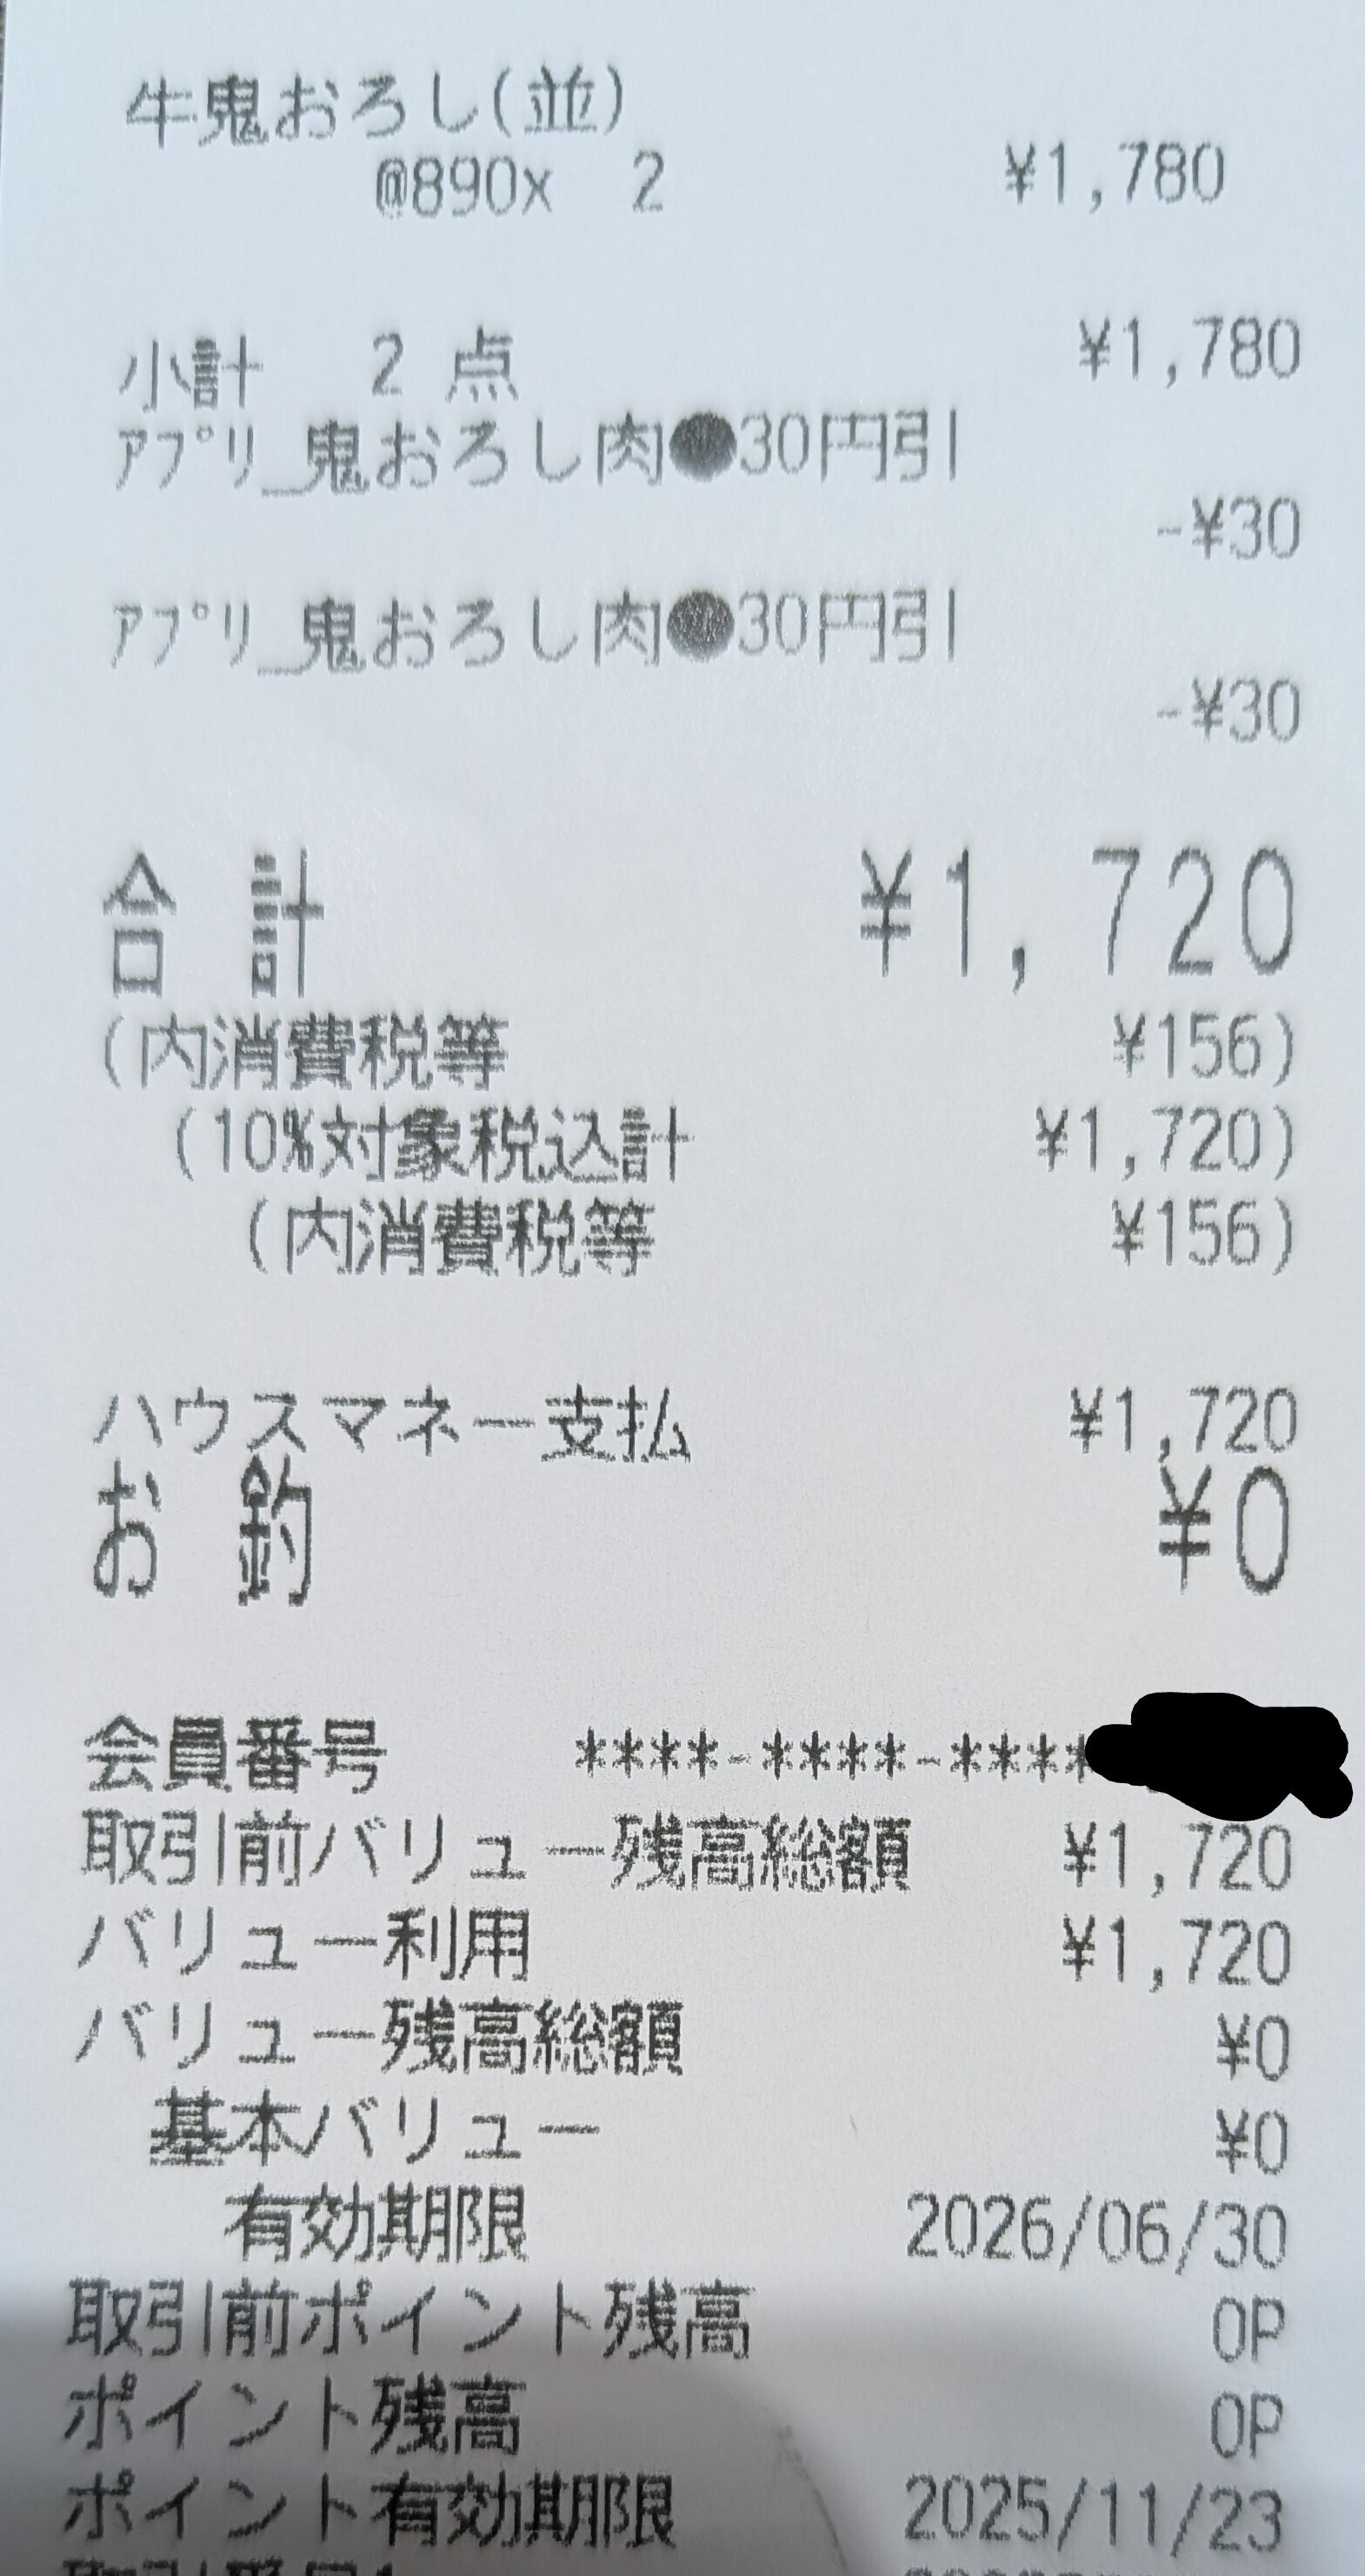 牛鬼おろし(並)
@890x 2 ¥1,780
小計 2 点 ¥1,780
ｱﾌﾟﾘ_鬼おろし肉●30円引
-¥30
ｱﾌﾟﾘ_鬼おろし肉●30円引
-¥30
合 計 ¥1,720
(内消費税等 ¥156)
(10%対象税込計 ¥1,720)
(内消費税等 ¥156)
ハウスマネー支払 ¥1,720
お 釣 ¥0
会員番号 ****-****-****
取引前バリュー残高総額 ¥1,720
バリュー利用 ¥1,720
バリュー残高総額 ¥0
基本バリュー ¥0
有効期限 2026/06/30
取引前ポイント残高 0P
ポイント残高 0P
ポイント有効期限 2025/11/23